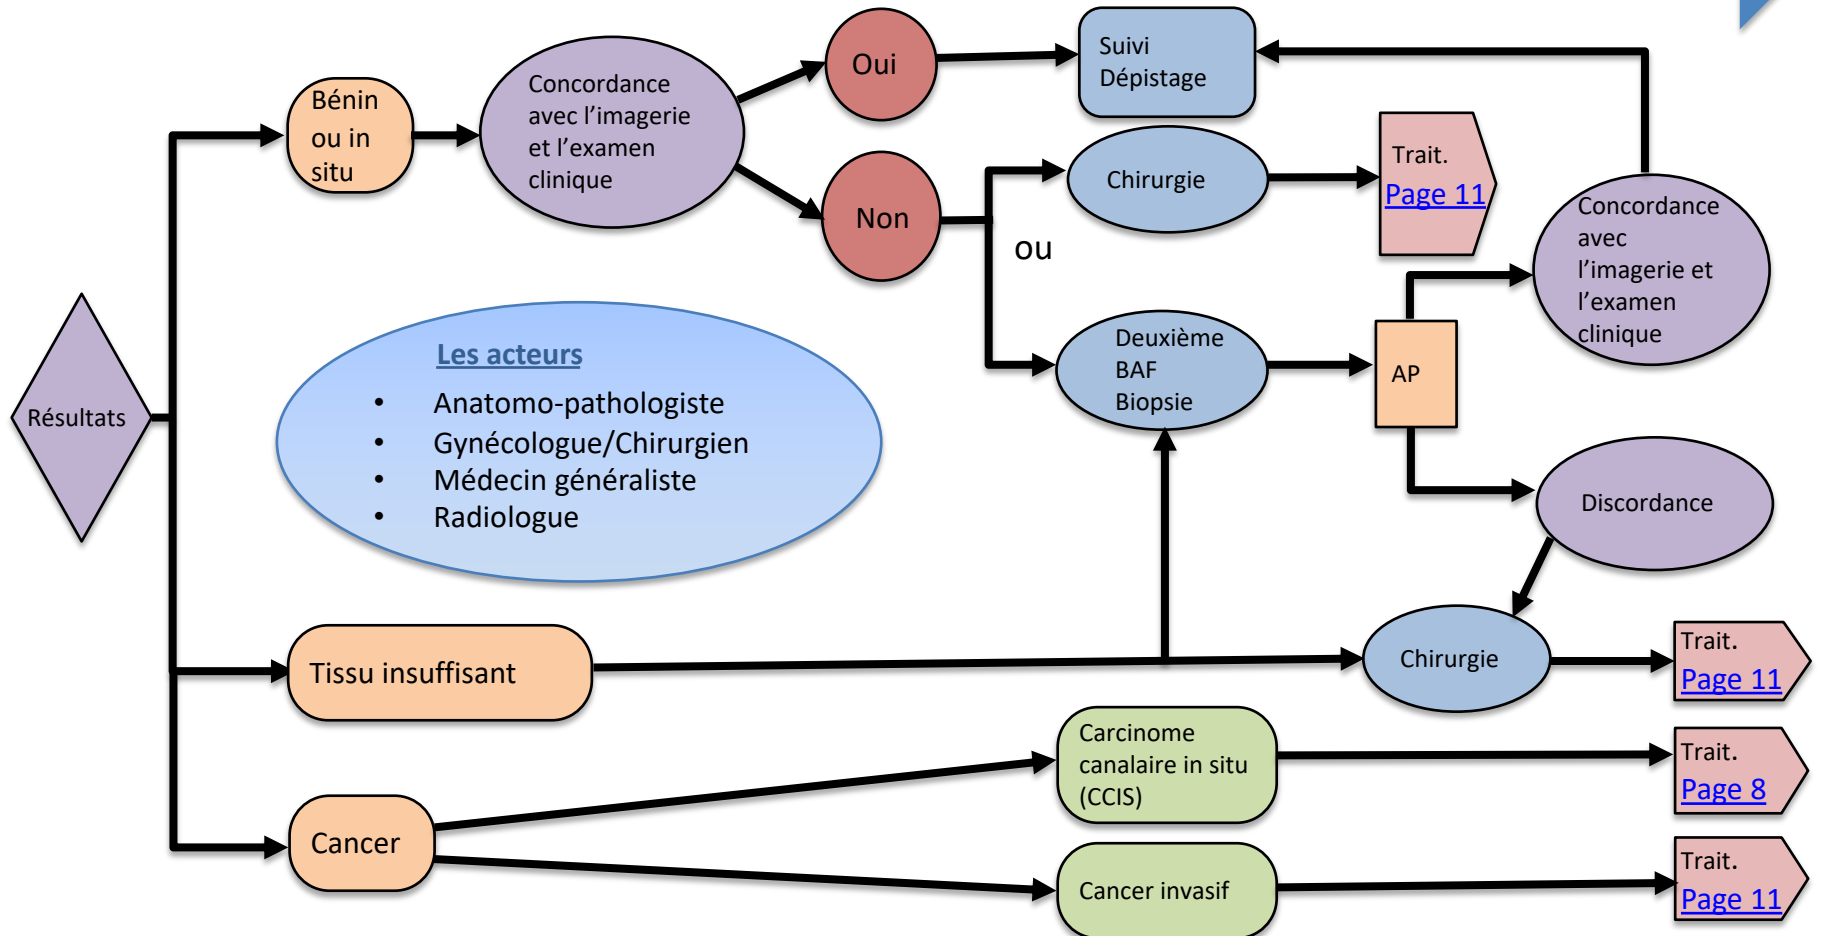 Résultats
Bénin
ou in
situ
Concordance
avec l'imagerie
et l'examen
clinique
Oui
Non
Suivi
Dépistage
ou
Chirurgie
Trait.
Page 11
Deuxième
BAF
Biopsie
AP
Concordance
avec
l'imagerie et
l'examen
clinique
Discordance
Les acteurs
• Anatomo-pathologiste
• Gynécologue/Chirurgien
• Médecin généraliste
• Radiologue
Tissu insuffisant
Chirurgie
Trait.
Page 11
Cancer
Carcinome
canalaire in situ
(CCIS)
Trait.
Page 8
Cancer invasif
Trait.
Page 11